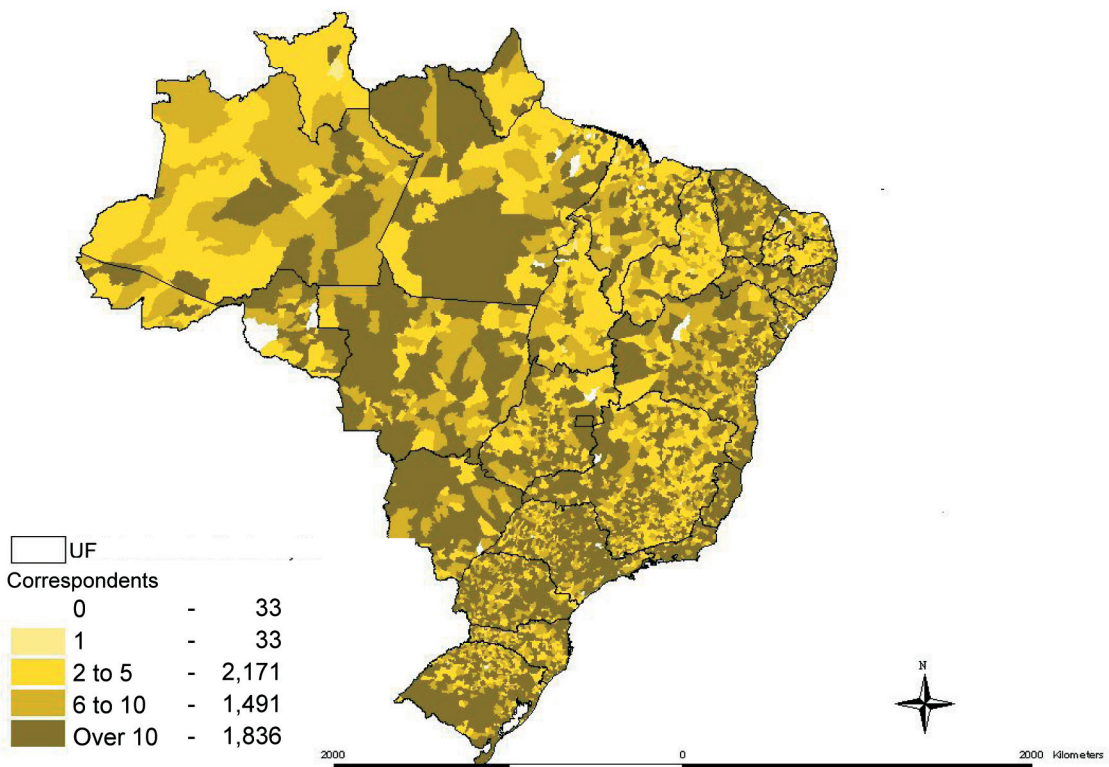 UF
Correspondents
0 - 33
1 - 33
2 to 5 - 2,171
6 to 10 - 1,491
Over 10 - 1,836
N
2000 0 2000 Kilometers